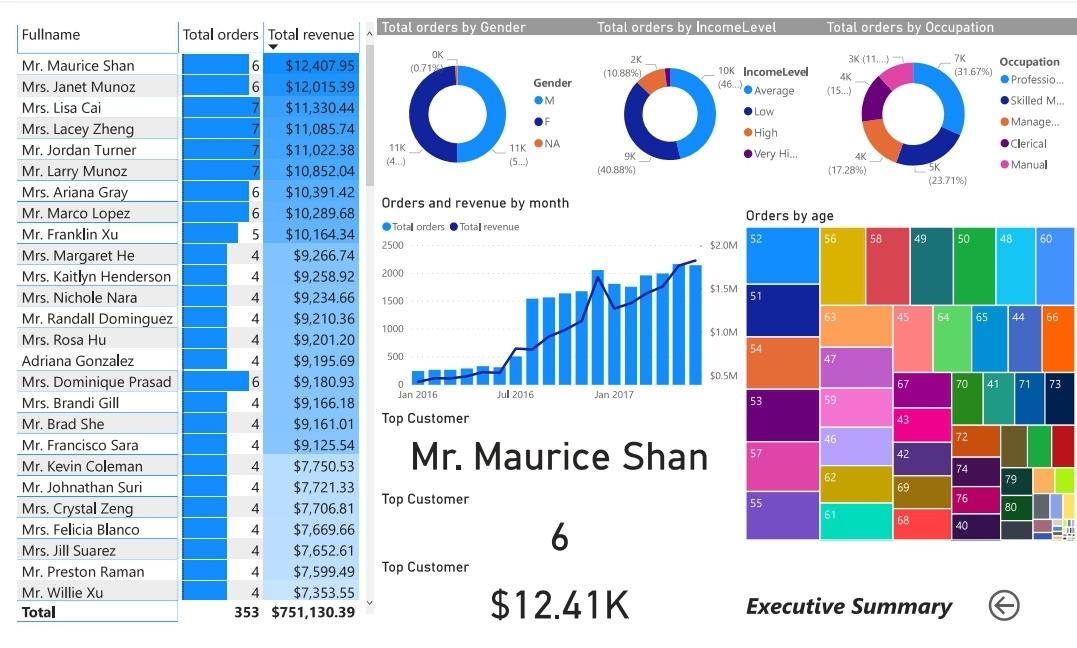 Fullname Total orders Total revenue
Mr. Maurice Shan 6 $12,407.95
Mrs. Janet Munoz 6 $12,015.39
Mrs. Lisa Cai 7 $11,330.44
Mrs. Lacey Zheng 7 $11,085.74
Mr. Jordan Turner 7 $11,022.38
Mr. Larry Munoz 7 $10,852.04
Mrs. Ariana Gray 6 $10,391.42
Mr. Marco Lopez 6 $10,289.68
Mr. Franklin Xu 5 $10,164.34
Mrs. Margaret He 4 $9,266.74
Mrs. Kaitlyn Henderson 4 $9,258.92
Mrs. Nichole Nara 4 $9,234.66
Mr. Randall Dominguez 4 $9,210.36
Mrs. Rosa Hu 4 $9,201.20
Adriana Gonzalez 4 $9,195.69
Mrs. Dominique Prasad 6 $9,180.93
Mrs. Brandi Gill 4 $9,166.18
Mr. Brad She 4 $9,161.01
Mr. Francisco Sara 4 $9,125.54
Mr. Kevin Coleman 4 $7,750.53
Mr. Johnathan Suri 4 $7,721.33
Mrs. Crystal Zeng 4 $7,706.81
Mrs. Felicia Blanco 4 $7,669.66
Mrs. Jill Suarez 4 $7,652.61
Mr. Preston Raman 4 $7,599.49
Mr. Willie Xu 4 $7,353.55
Total 353 $751,130.39
Total orders by Gender
0K
(0.71%)
11K
(4...)
11K
(5...)
Gender
M
F
NA
Total orders by IncomeLevel
2K
(10.88%)
10K
(46...)
9K
(40.88%)
IncomeLevel
Average
Low
High
Very Hi...
Total orders by Occupation
3K (11....)
7K
(31.67%)
4K
(15...)
4K
(17.28%)
5K
(23.71%)
Occupation
Professio...
Skilled M...
Manage...
Clerical
Manual
Orders and revenue by month
Total orders Total revenue
2500
2000
1500
1000
500
0
$2.0M
$1.5M
$1.0M
$0.5M
Jan 2016 Jul 2016 Jan 2017
Top Customer
Mr. Maurice Shan
Top Customer
6
Top Customer
$12.41K
Orders by age
52 56 58 49 50 48 60
51
54
53
57
55
63 45 64 65 44 66
47
59
46
62
61
67 70 41 71 73
43
42
69
68
72
74
76
40
79
80
Executive Summary